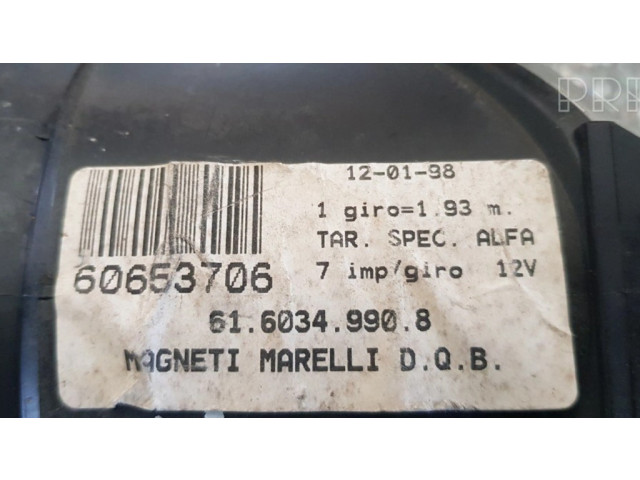 12-01-98
1 giro=1.93 m.
TAR. SPEC. ALFA
7 imp/giro 12V
60653706
61.6034.990.8
MAGNETI MARELLI D.Q.B.